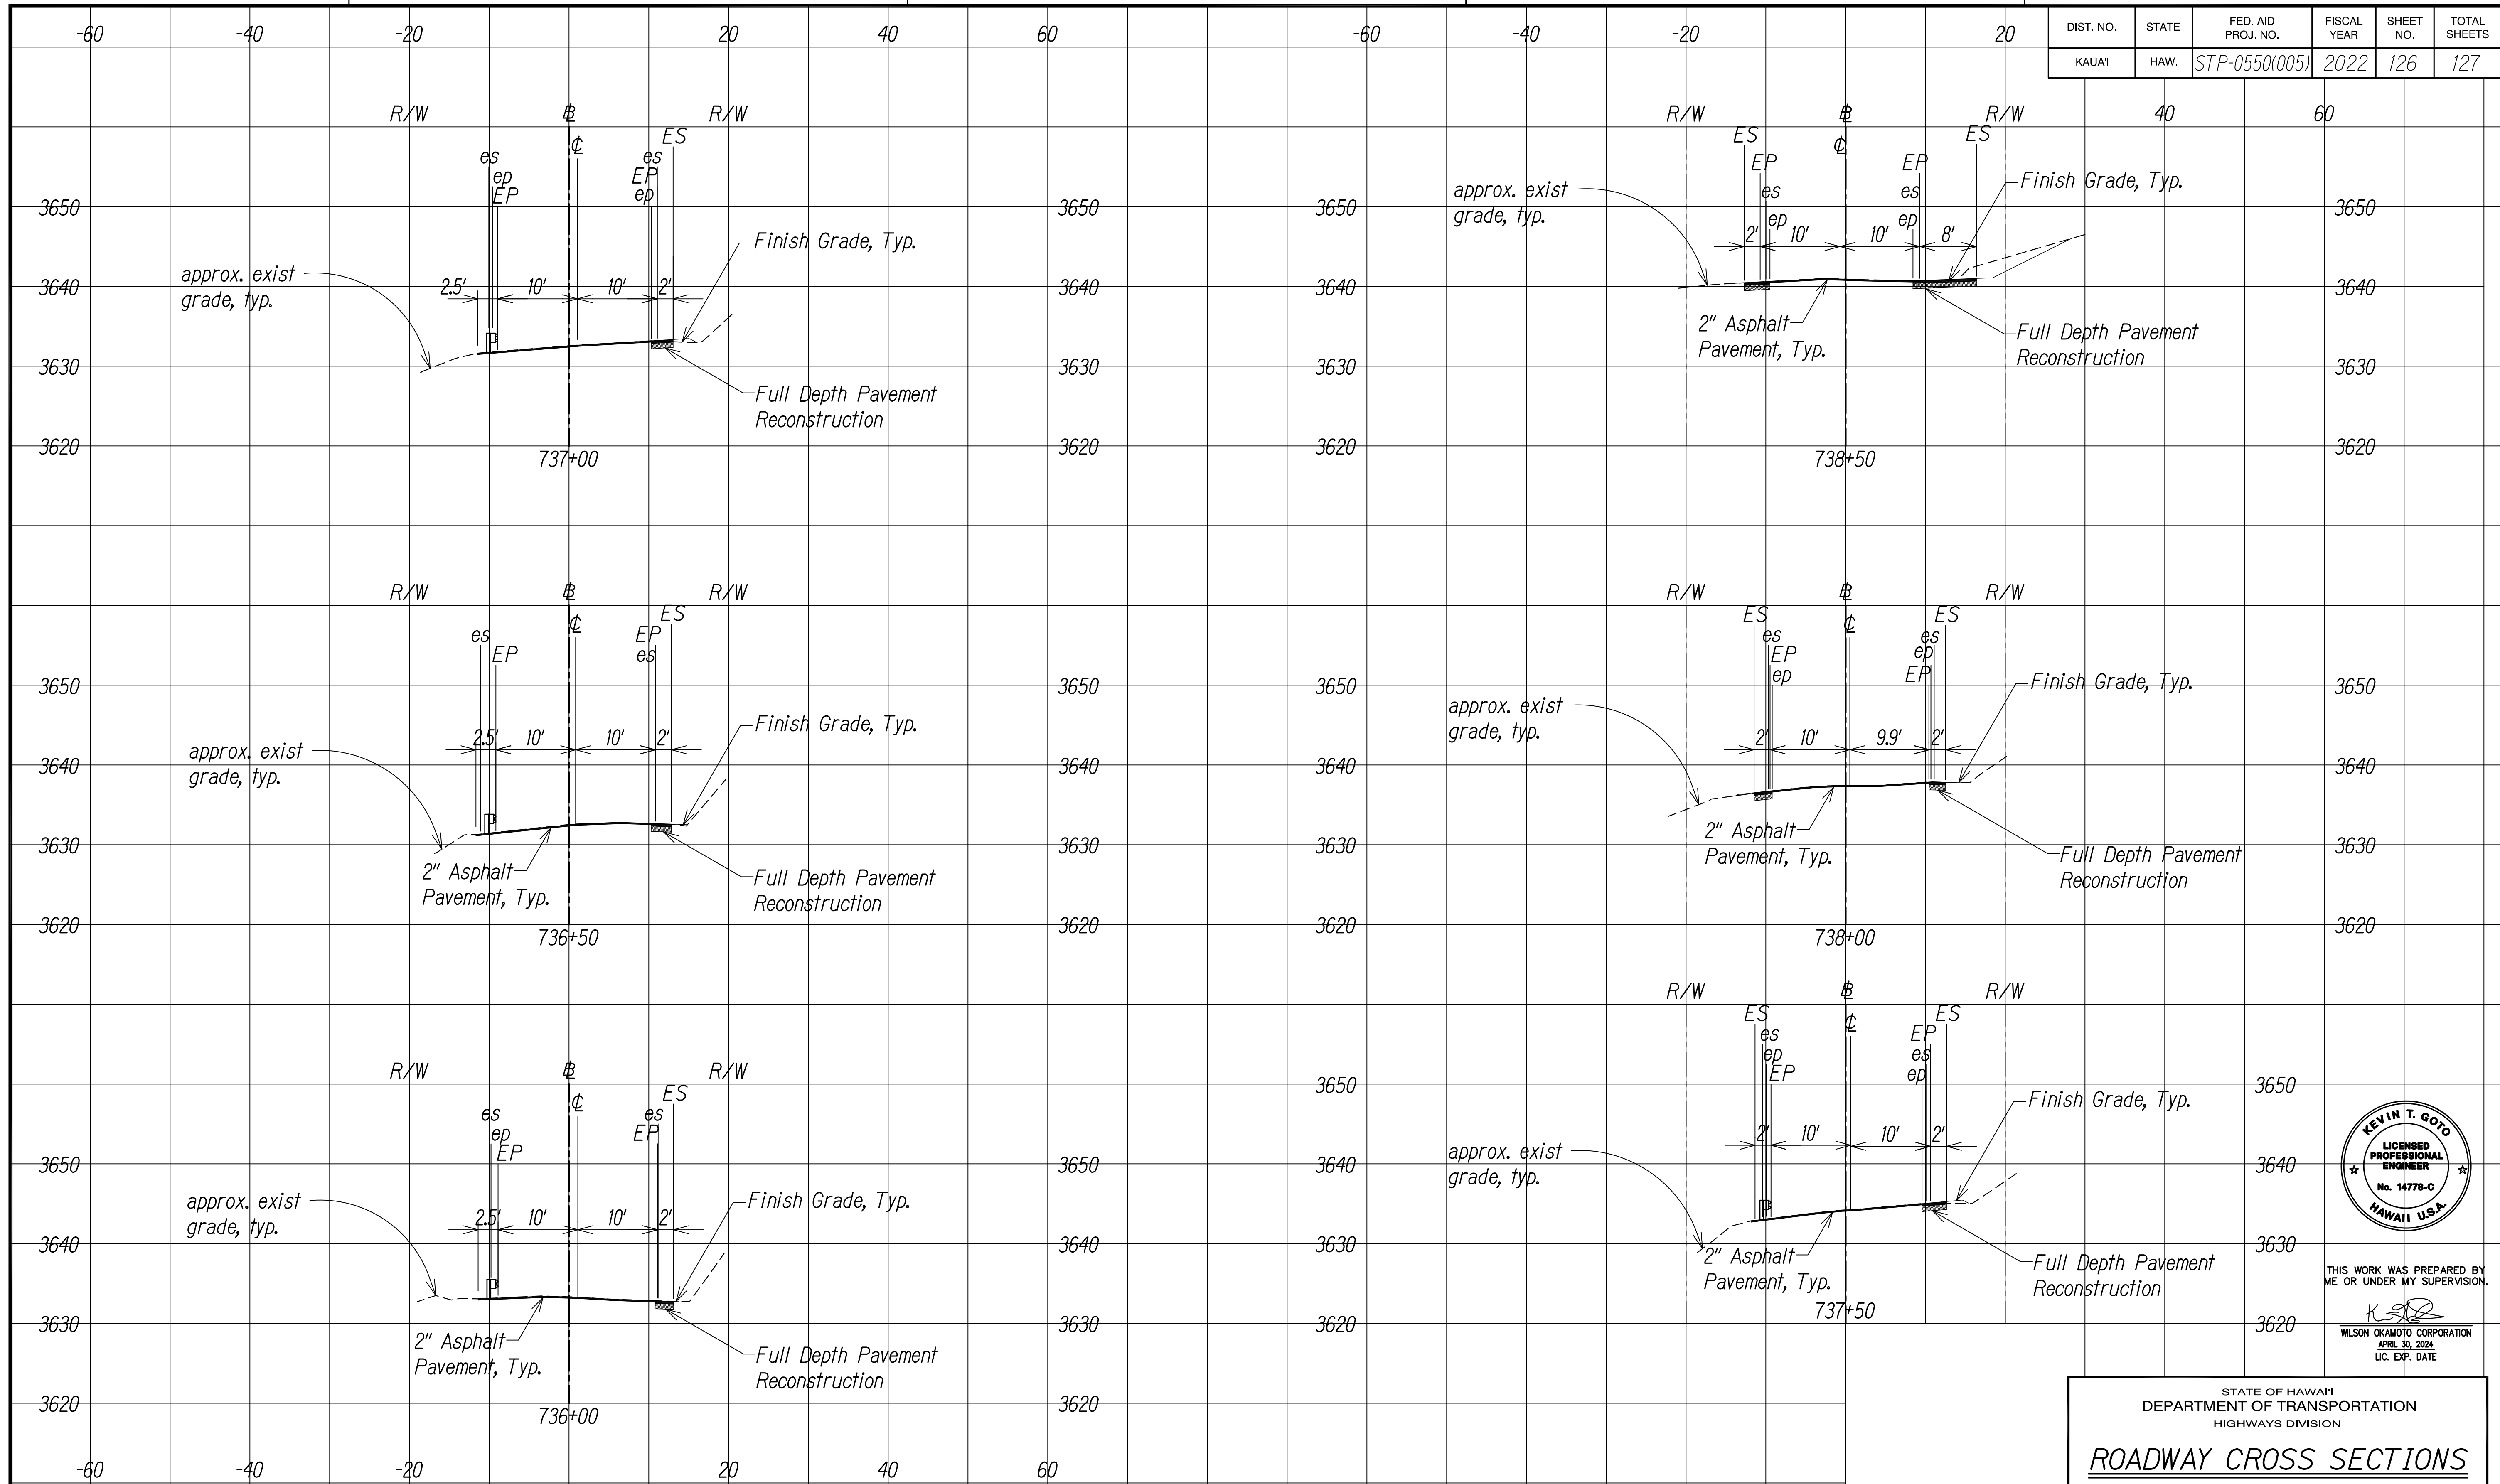 -60 -40 -20 20 40 60 -60 -40 -20 20
DIST. NO. STATE FED. AID PROJ. NO. FISCAL YEAR SHEET NO. TOTAL SHEETS
KAUA'I HAW. STP-0550(005) 2022 126 127
R/W ℄ R/W
℄
ES
es
ep
EP
es
EP
ep
3650 3650
Finish Grade, Typ.
approx. exist
grade, typ.
2.5' 10' 10' 2'
3640 3640
3630 3630
Full Depth Pavement
Reconstruction
3620 3620
737+00
R/W R/W
℄
ES
es
EP
EP
es
3650 3650
Finish Grade, Typ.
approx. exist
grade, typ.
2.5' 10' 10' 2'
3640 3640
3630 3630
2" Asphalt
Pavement, Typ.
Full Depth Pavement
Reconstruction
3620 3620
736+50
R/W R/W
℄
ES
es
ep
EP
es
EP
3650 3650
Finish Grade, Typ.
approx. exist
grade, typ.
2.5' 10' 10' 2'
3640 3640
3630 3630
2" Asphalt
Pavement, Typ.
Full Depth Pavement
Reconstruction
3620 3620
736+00
-60 -40 -20 20 40 60
R/W R/W 40 60
℄
ES
EP
es
ep
ES
EP
es
ep
3650 3650
Finish Grade, Typ.
approx. exist
grade, typ.
2' 10' 10' 8'
3640 3640
2" Asphalt
Pavement, Typ.
Full Depth Pavement
Reconstruction
3630 3630
3620 3620
738+50
R/W R/W
℄
ES
es
EP
ep
ES
es
ep
EP
3650 3650
Finish Grade, Typ.
approx. exist
grade, typ.
2' 10' 9.9' 2'
3640 3640
2" Asphalt
Pavement, Typ.
3630 3630
Full Depth Pavement
Reconstruction
3620 3620
738+00
R/W R/W
℄
ES
es
ep
EP
ES
EP
es
ep
3650 3650
Finish Grade, Typ.
approx. exist
grade, typ.
2' 10' 10' 2'
3640 3640
3630 3630
2" Asphalt
Pavement, Typ.
Full Depth Pavement
Reconstruction
737+50
3620 3620
KEVIN T. GOTO
LICENSED
PROFESSIONAL
ENGINEER
No. 14778-C
HAWAII U.S.A.
THIS WORK WAS PREPARED BY
ME OR UNDER MY SUPERVISION.
WILSON OKAMOTO CORPORATION
APRIL 30, 2024
LIC. EXP. DATE
STATE OF HAWAI'I
DEPARTMENT OF TRANSPORTATION
HIGHWAYS DIVISION
ROADWAY CROSS SECTIONS